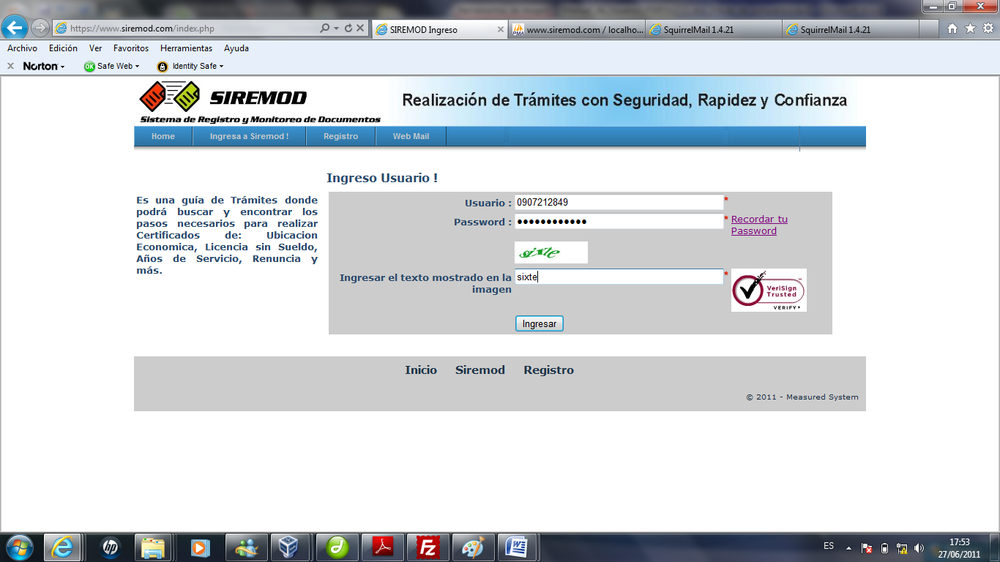 https://www.siremod.com/index.php
SIREMOD Ingreso
www.siremod.com / localho...
SquirrelMail 1.4.21
SquirrelMail 1.4.21
Archivo Edición Ver Favoritos Herramientas Ayuda
x Norton Safe Web Identity Safe
SIREMOD
Sistema de Registro y Monitoreo de Documentos
Realización de Trámites con Seguridad, Rapidez y Confianza
Home Ingresa a Siremod ! Registro Web Mail
Ingreso Usuario !
Es una guía de Trámites donde
podrá buscar y encontrar los
pasos necesarios para realizar
Certificados de: Ubicacion
Economica, Licencia sin Sueldo,
Años de Servicio, Renuncia y
más.
Usuario : 0907212849 *
Password : •••••••••••• * Recordar tu
Password
sixte
Ingresar el texto mostrado en la
imagen
sixte *
VeriSign
Trusted
VERIFY
Ingresar
Inicio Siremod Registro
© 2011 - Measured System
ES
17:53
27/06/2011